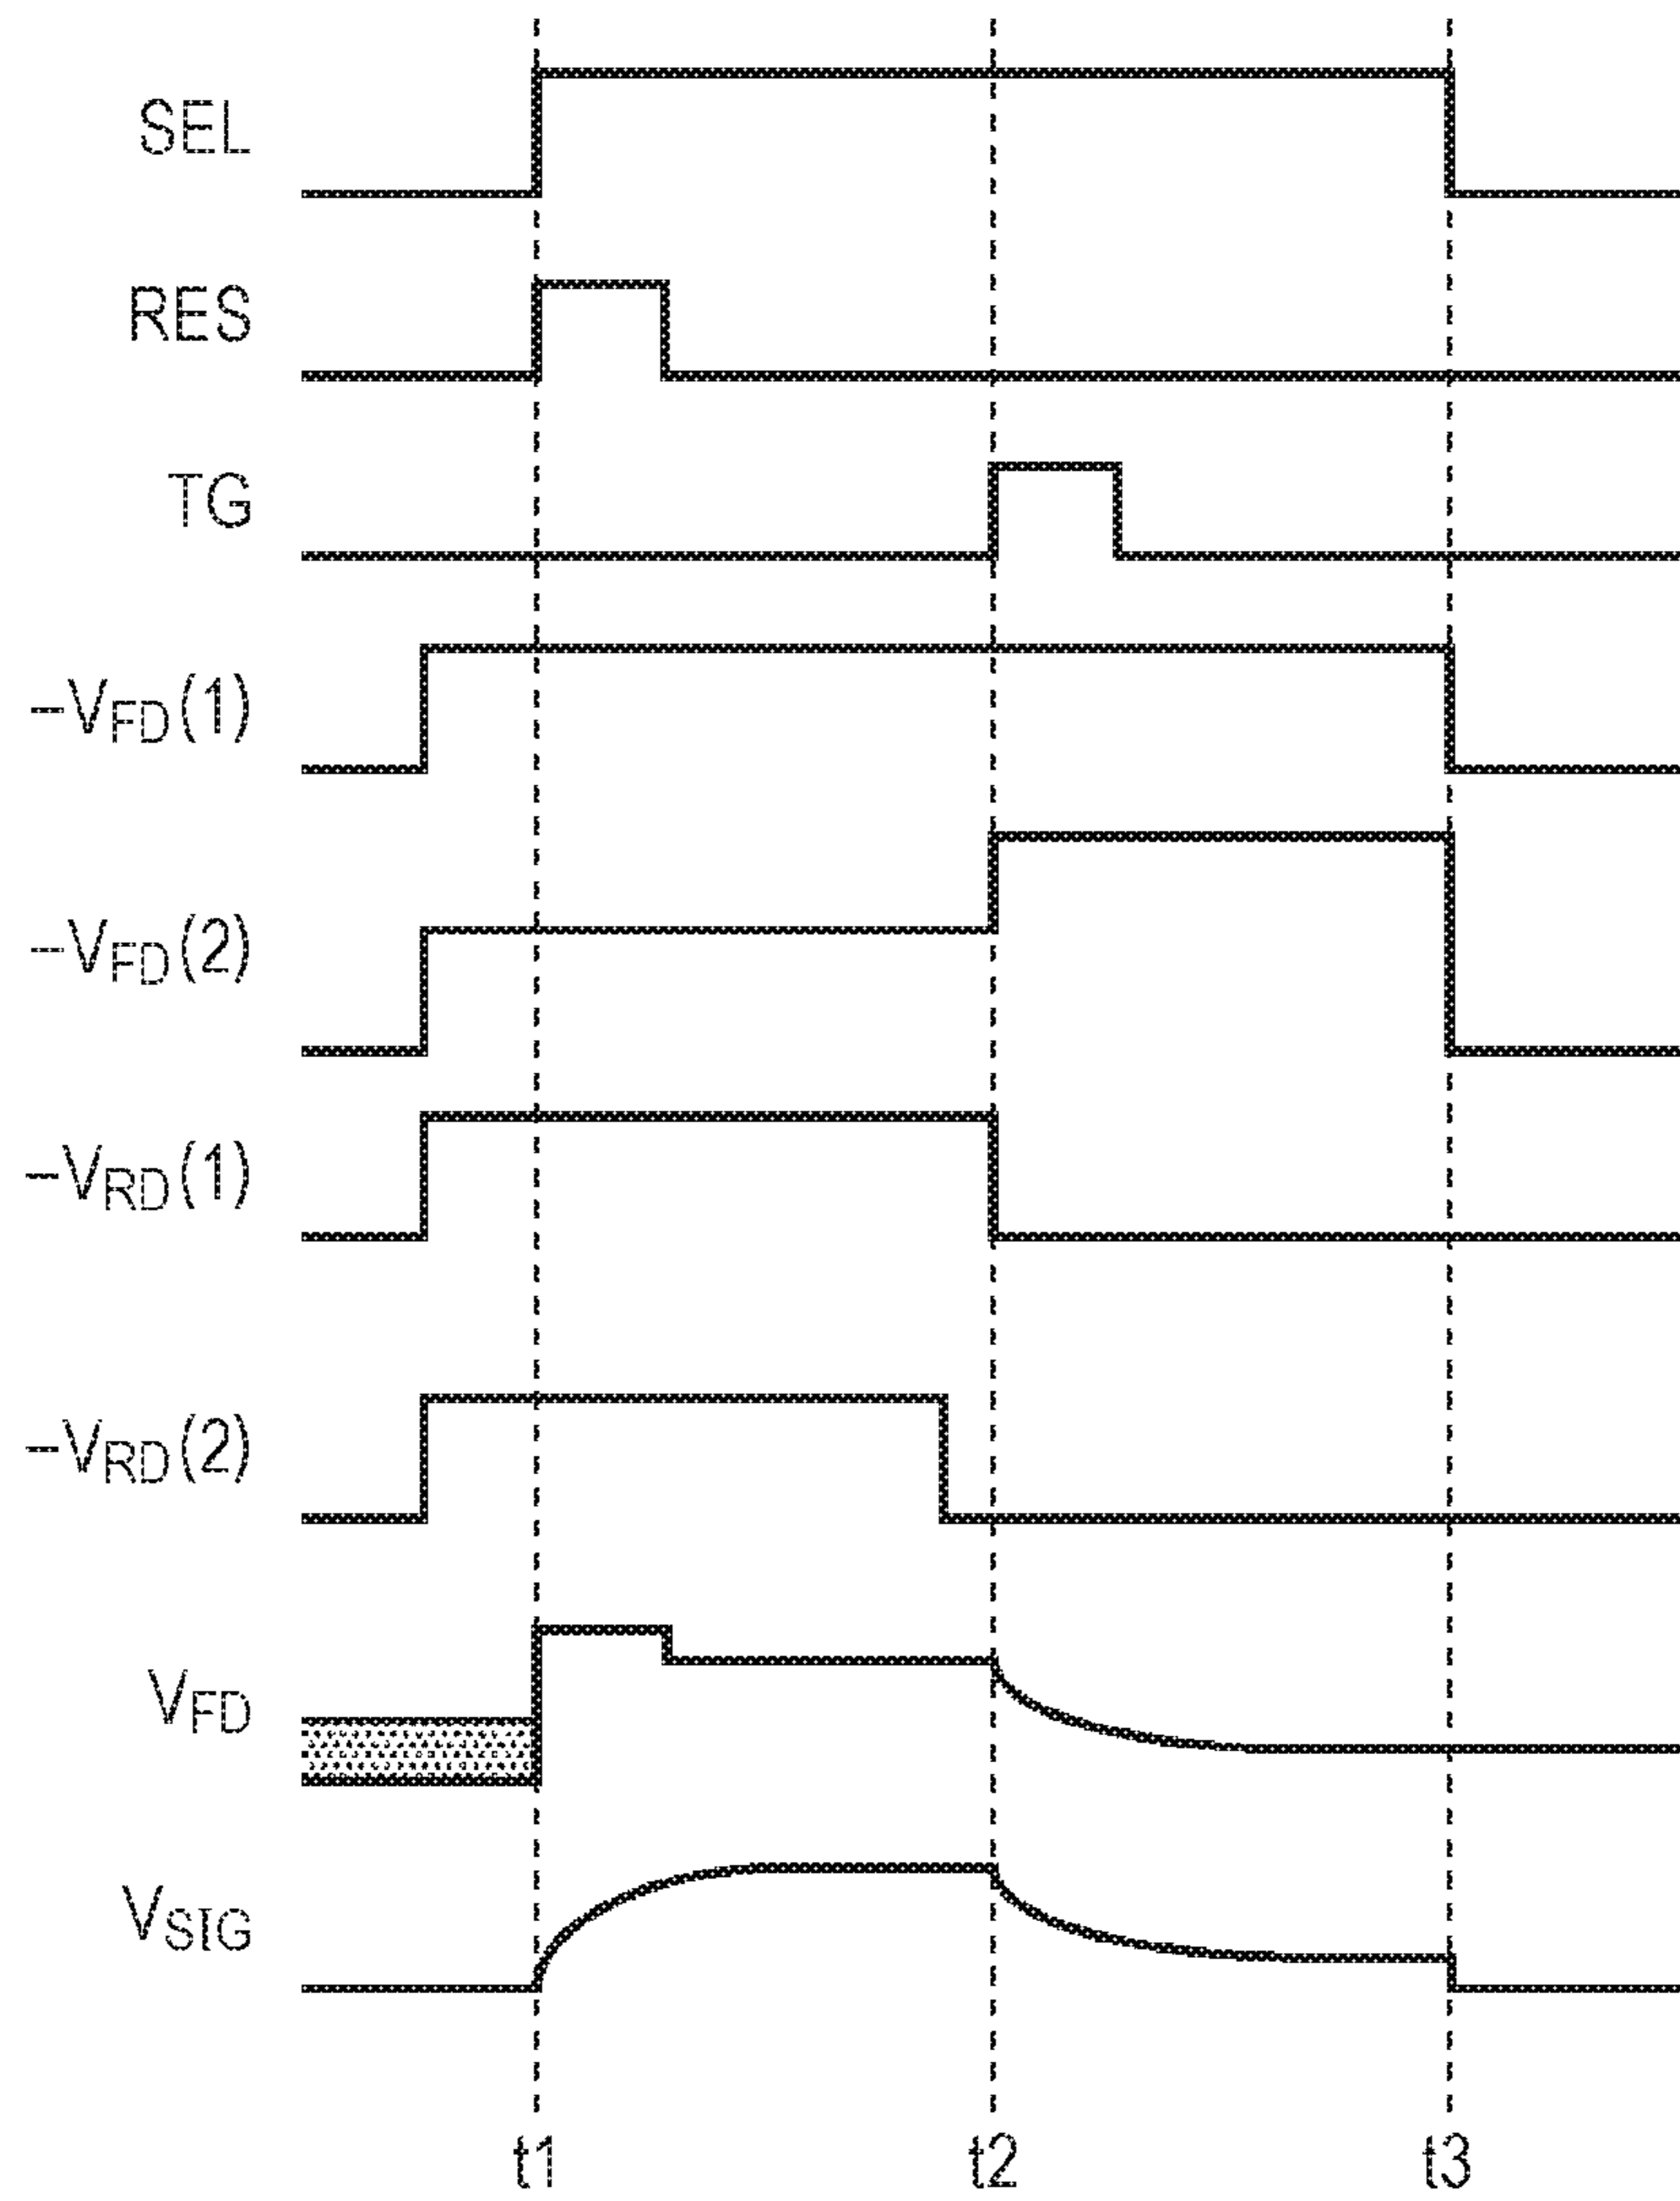 SEL
RES
TG
–VFD(1)
–VFD(2)
–VRD(1)
–VRD(2)
VFD
VSIG
t1 t2 t3